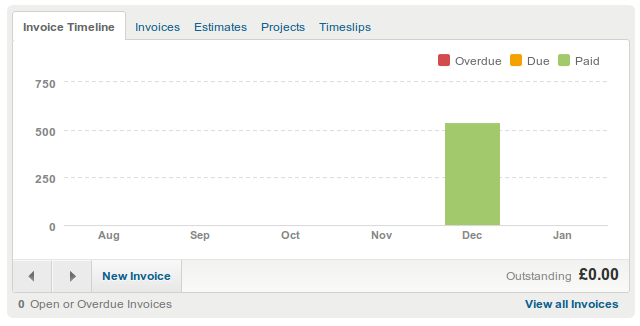 Invoice Timeline Invoices Estimates Projects Timeslips
Overdue Due Paid
750
500
250
0
Aug Sep Oct Nov Dec Jan
New Invoice Outstanding £0.00
0 Open or Overdue Invoices View all Invoices